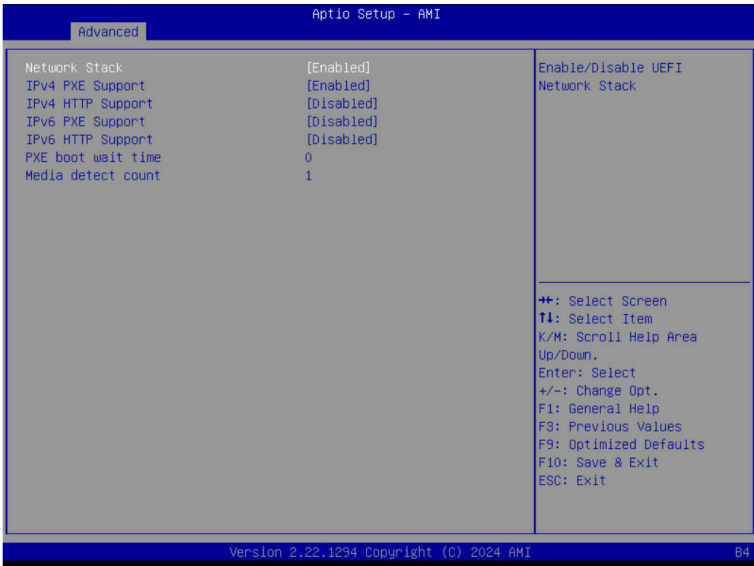 Aptio Setup – AMI
Advanced
Network Stack [Enabled]
IPv4 PXE Support [Enabled]
IPv4 HTTP Support [Disabled]
IPv6 PXE Support [Disabled]
IPv6 HTTP Support [Disabled]
PXE boot wait time 0
Media detect count 1
Enable/Disable UEFI
Network Stack
→←: Select Screen
↑↓: Select Item
K/M: Scroll Help Area
Up/Down.
Enter: Select
+/-: Change Opt.
F1: General Help
F3: Previous Values
F9: Optimized Defaults
F10: Save & Exit
ESC: Exit
Version 2.22.1294 Copyright (C) 2024 AMI
B4